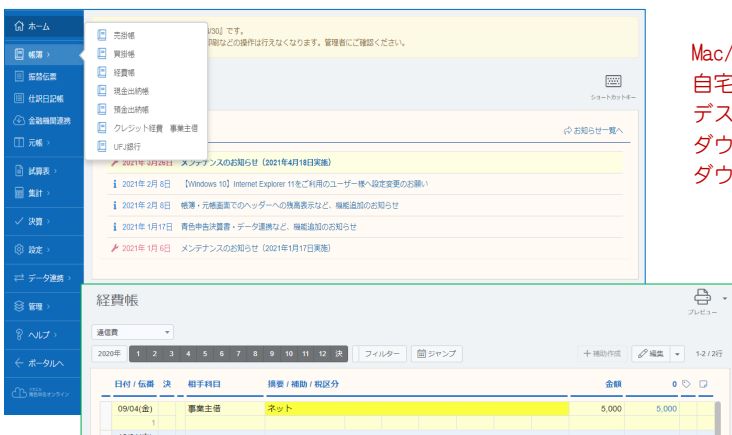 ホーム
帳簿
振替伝票
仕訳日記帳
金融機関連携
元帳
試算表
集計
決算
設定
データ連携
管理
ヘルプ
ポータルへ
青色申告オンライン
売掛帳
買掛帳
経費帳
現金出納帳
預金出納帳
クレジット経費 事業主借
UFJ銀行
/30』です。
印刷などの操作は行えなくなります。管理者にご確認ください。
ショートカットキー
お知らせ一覧へ
2021年 3月26日 メンテナンスのお知らせ（2021年4月18日実施）
2021年 2月 8日 【Windows 10】Internet Explorer 11をご利用のユーザー様へ設定変更のお願い
2021年 2月 8日 帳簿・元帳画面でのヘッダーへの残高表示など、機能追加のお知らせ
2021年 1月17日 青色申告決算書・データ連携など、機能追加のお知らせ
2021年 1月 6日 メンテナンスのお知らせ（2021年1月17日実施）
Mac/
自宅
デス
ダウ
ダウ
経費帳
プレビュー
通信費
2020年 1 2 3 4 5 6 7 8 9 10 11 12 決 フィルター ジャンプ ＋補助作成 編集 1-2 / 2行
日付 / 伝番 決 相手科目 摘要 / 補助 / 税区分 金額 0
09/04(金) 事業主借 ネット 5,000 5,000
1